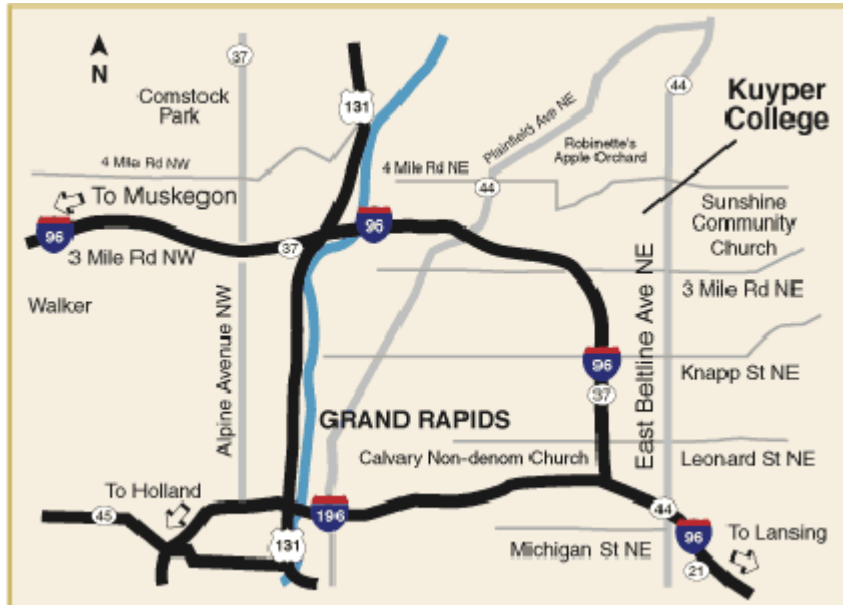 37
44
N
Comstock
Park
131
Plainfield Ave NE
44
Kuyper
College
Robinette's
Apple Orchard
4 Mile Rd NW
4 Mile Rd NE
44
To Muskegon
Sunshine
Community
Church
96
96
37
3 Mile Rd NW
3 Mile Rd NE
Walker
Alpine Avenue NW
East Beltline Ave NE
96
37
Knapp St NE
GRAND RAPIDS
Calvary Non-denom Church
Leonard St NE
To Holland
45
196
44
131
Michigan St NE
96
To Lansing
21